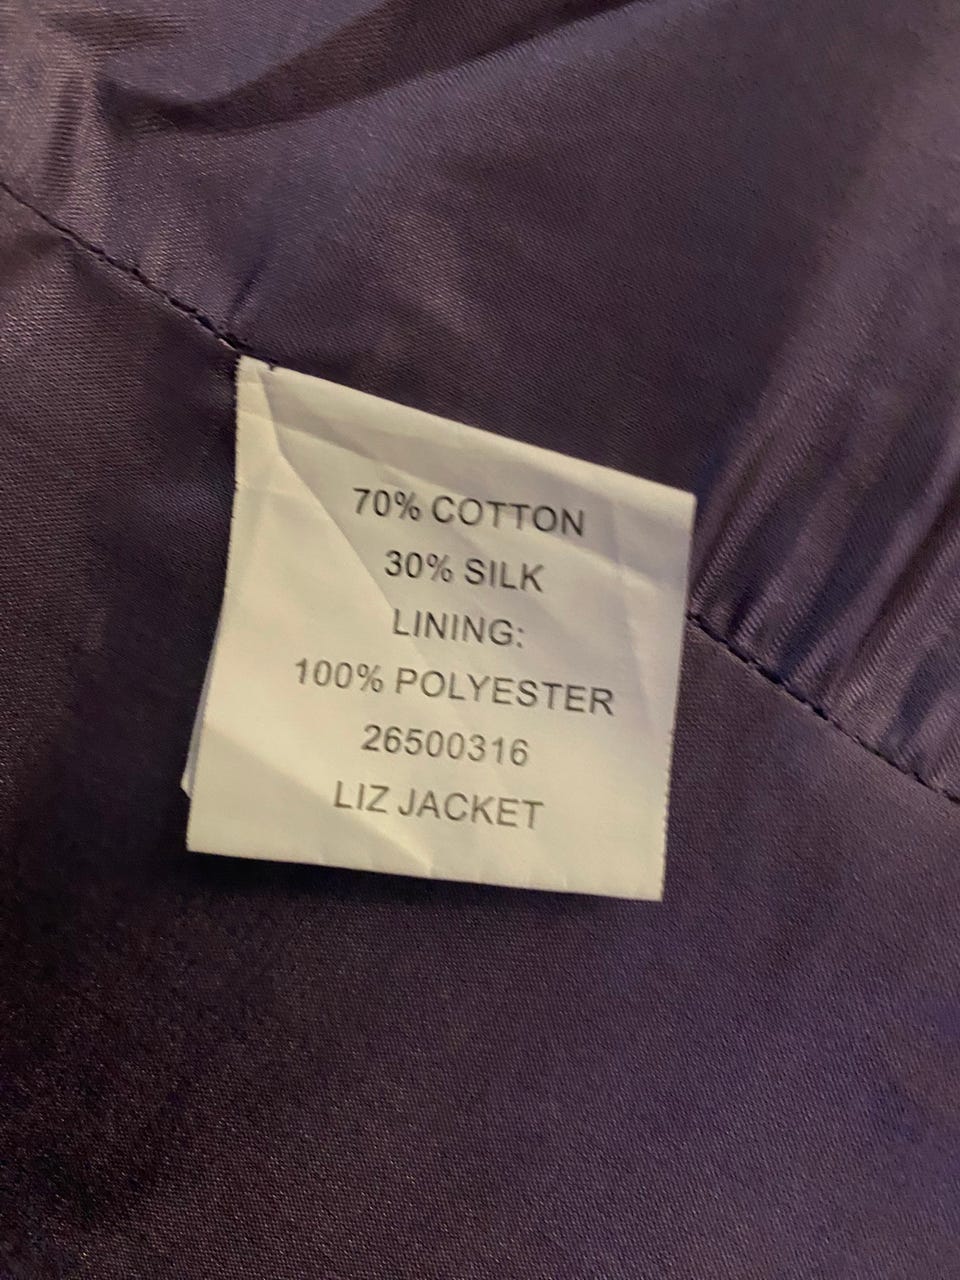 70% COTTON
30% SILK
LINING:
100% POLYESTER
26500316
LIZ JACKET